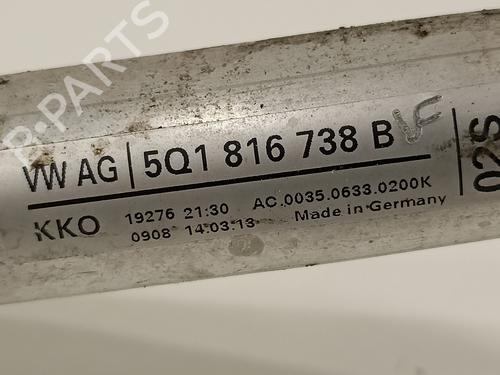 B-PARTS
VW AG | 5Q1 816 738 B VF
KKO 19276 21:30 AC.0035.0633.0200K
0908 14.03.13 Made in Germany
02S